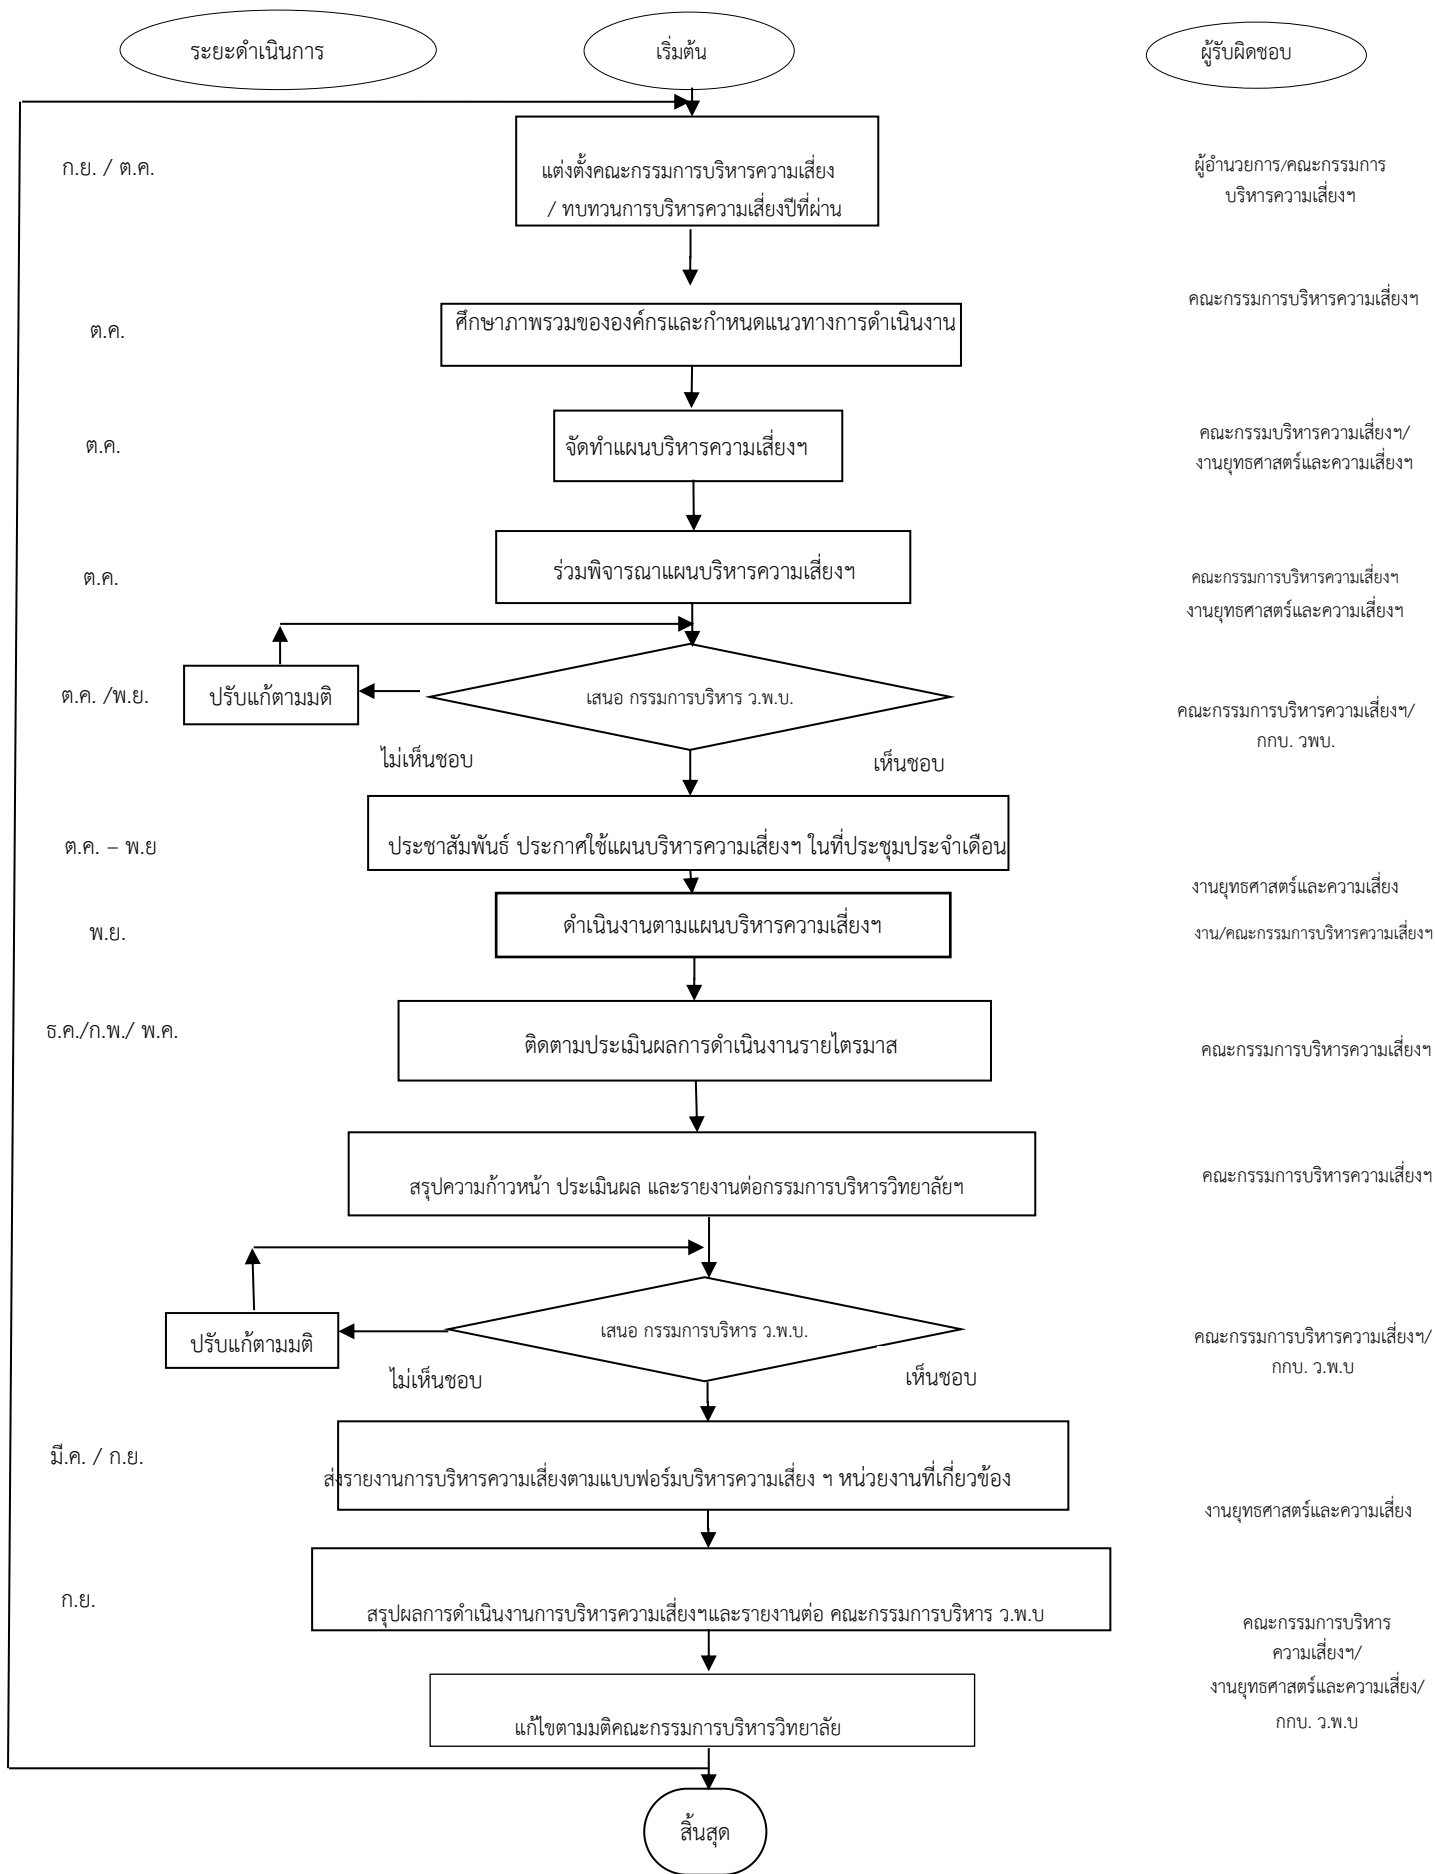 ระยะดำเนินการ
เริ่มต้น
ผู้รับผิดชอบ
ก.ย. / ต.ค.
แต่งตั้งคณะกรรมการบริหารความเสี่ยง
/ ทบทวนการบริหารความเสี่ยงปีที่ผ่าน
ผู้อำนวยการ/คณะกรรมการ
บริหารความเสี่ยงฯ
ต.ค.
ศึกษาภาพรวมขององค์กรและกำหนดแนวทางการดำเนินงาน
คณะกรรมการบริหารความเสี่ยงฯ
ต.ค.
จัดทำแผนบริหารความเสี่ยงฯ
คณะกรรมบริหารความเสี่ยงฯ/
งานยุทธศาสตร์และความเสี่ยงฯ
ต.ค.
ร่วมพิจารณาแผนบริหารความเสี่ยงฯ
คณะกรรมการบริหารความเสี่ยงฯ
งานยุทธศาสตร์และความเสี่ยงฯ
ต.ค. /พ.ย.
ปรับแก้ตามมติ
เสนอ กรรมการบริหาร ว.พ.บ.
คณะกรรมการบริหารความเสี่ยงฯ/
กกบ. วพบ.
ไม่เห็นชอบ
เห็นชอบ
ต.ค. – พ.ย
ประชาสัมพันธ์ ประกาศใช้แผนบริหารความเสี่ยงฯ ในที่ประชุมประจำเดือน
งานยุทธศาสตร์และความเสี่ยง
พ.ย.
ดำเนินงานตามแผนบริหารความเสี่ยงฯ
งาน/คณะกรรมการบริหารความเสี่ยงฯ
ธ.ค./ก.พ./ พ.ค.
ติดตามประเมินผลการดำเนินงานรายไตรมาส
คณะกรรมการบริหารความเสี่ยงฯ
สรุปความก้าวหน้า ประเมินผล และรายงานต่อกรรมการบริหารวิทยาลัยฯ
คณะกรรมการบริหารความเสี่ยงฯ
ปรับแก้ตามมติ
เสนอ กรรมการบริหาร ว.พ.บ.
คณะกรรมการบริหารความเสี่ยงฯ/
กกบ. ว.พ.บ
ไม่เห็นชอบ
เห็นชอบ
มี.ค. / ก.ย.
ส่งรายงานการบริหารความเสี่ยงตามแบบฟอร์มบริหารความเสี่ยง ฯ หน่วยงานที่เกี่ยวข้อง
งานยุทธศาสตร์และความเสี่ยง
ก.ย.
สรุปผลการดำเนินงานการบริหารความเสี่ยงฯและรายงานต่อ คณะกรรมการบริหาร ว.พ.บ
คณะกรรมการบริหาร
ความเสี่ยงฯ/
งานยุทธศาสตร์และความเสี่ยง/
กกบ. ว.พ.บ
แก้ไขตามมติคณะกรรมการบริหารวิทยาลัย
สิ้นสุด